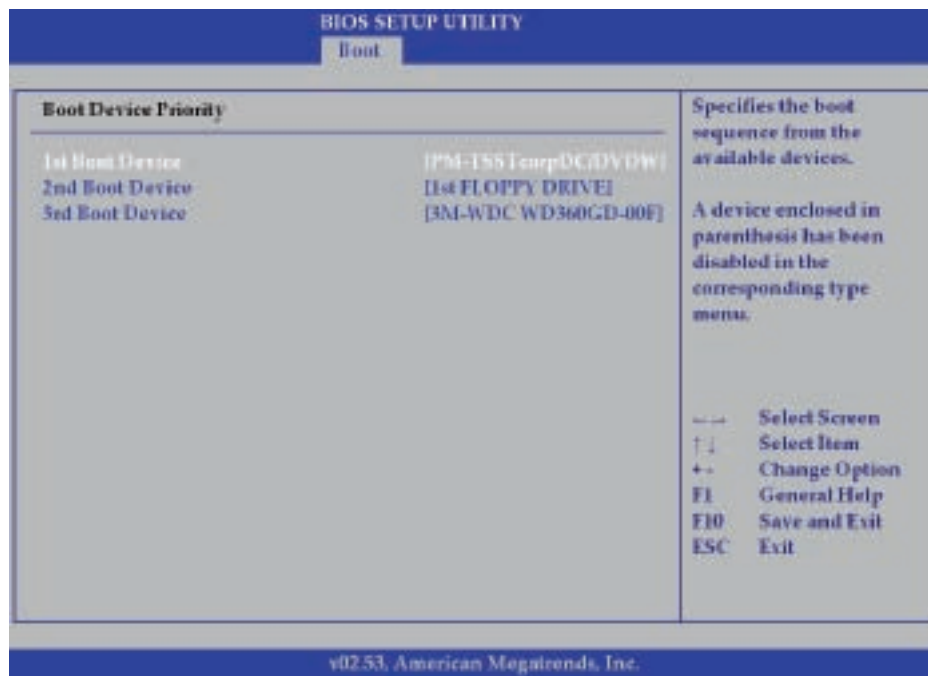 BIOS SETUP UTILITY
Boot
Boot Device Priority
1st Boot Device [PM-TSSTcorpDC/DVDW]
2nd Boot Device [1st FLOPPY DRIVE]
3rd Boot Device [3M-WDC WD360GD-00F]
Specifies the boot
sequence from the
available devices.
A device enclosed in
parenthesis has been
disabled in the
corresponding type
menu.
←→ Select Screen
↑↓ Select Item
+- Change Option
F1 General Help
F10 Save and Exit
ESC Exit
v02.53, American Megatrends, Inc.